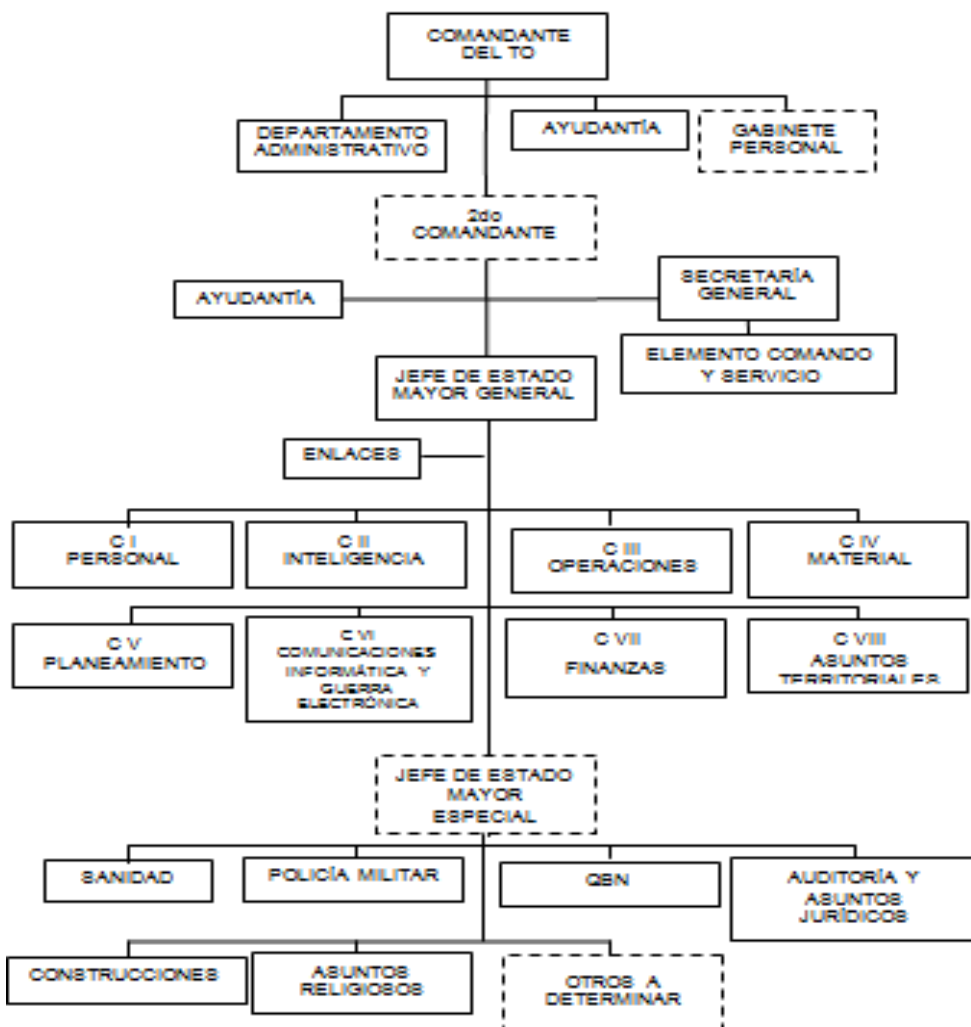 COMANDANTE
DEL TO
DEPARTAMENTO
ADMINISTRATIVO
AYUDANTÍA
GABINETE
PERSONAL
2do
COMANDANTE
AYUDANTÍA
SECRETARÍA
GENERAL
ELEMENTO COMANDO
Y SERVICIO
JEFE DE ESTADO
MAYOR GENERAL
ENLACES
C I
PERSONAL
C II
INTELIGENCIA
C III
OPERACIONES
C IV
MATERIAL
C V
PLANEAMIENTO
C VI
COMUNICACIONES
INFORMÁTICA Y
GUERRA
ELECTRÓNICA
C VII
FINANZAS
C VIII
ASUNTOS
TERRITORIALES
JEFE DE ESTADO
MAYOR
ESPECIAL
SANIDAD
POLICÍA MILITAR
QBN
AUDITORÍA Y
ASUNTOS
JURÍDICOS
CONSTRUCCIONES
ASUNTOS
RELIGIOSOS
OTROS A
DETERMINAR